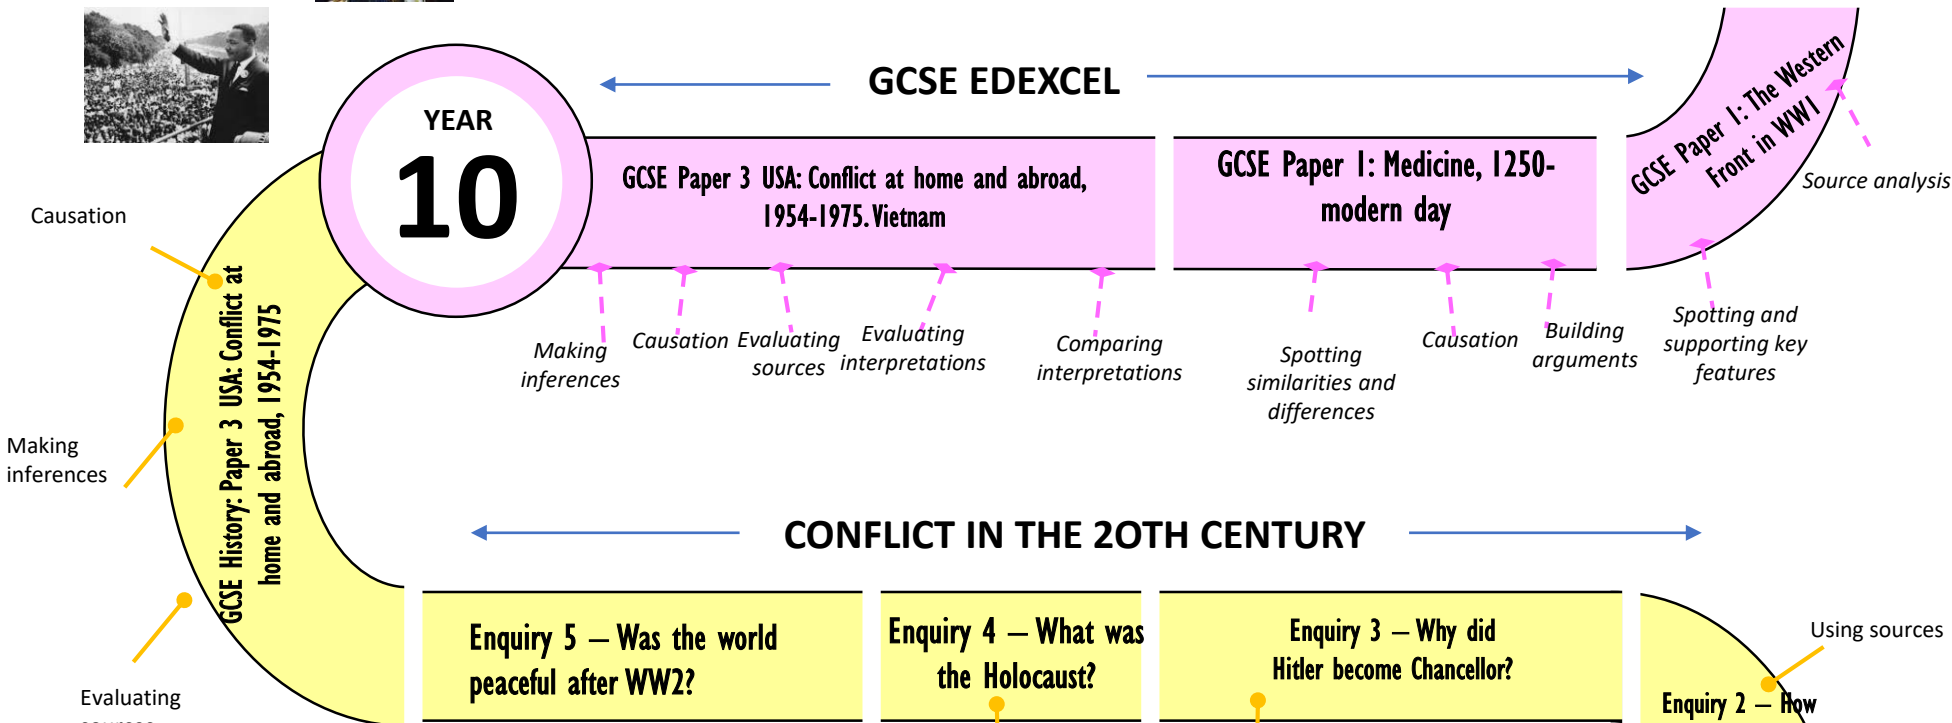 GCSE EDEXCEL
YEAR
10
GCSE Paper 3 USA: Conflict at home and abroad,
1954-1975. Vietnam
GCSE Paper 1: Medicine, 1250-
modern day
GCSE Paper 1: The Western
Front in WW1
Source analysis
Making
inferences
Causation
Evaluating
sources
Evaluating
interpretations
Comparing
interpretations
Spotting
similarities and
differences
Causation
Building
arguments
Spotting and
supporting key
features
Causation
Making
inferences
Evaluating
GCSE History: Paper 3 USA: Conflict at
home and abroad, 1954-1975
CONFLICT IN THE 2OTH CENTURY
Enquiry 5 – Was the world
peaceful after WW2?
Enquiry 4 – What was
the Holocaust?
Enquiry 3 – Why did
Hitler become Chancellor?
Enquiry 2 – How
Using sources